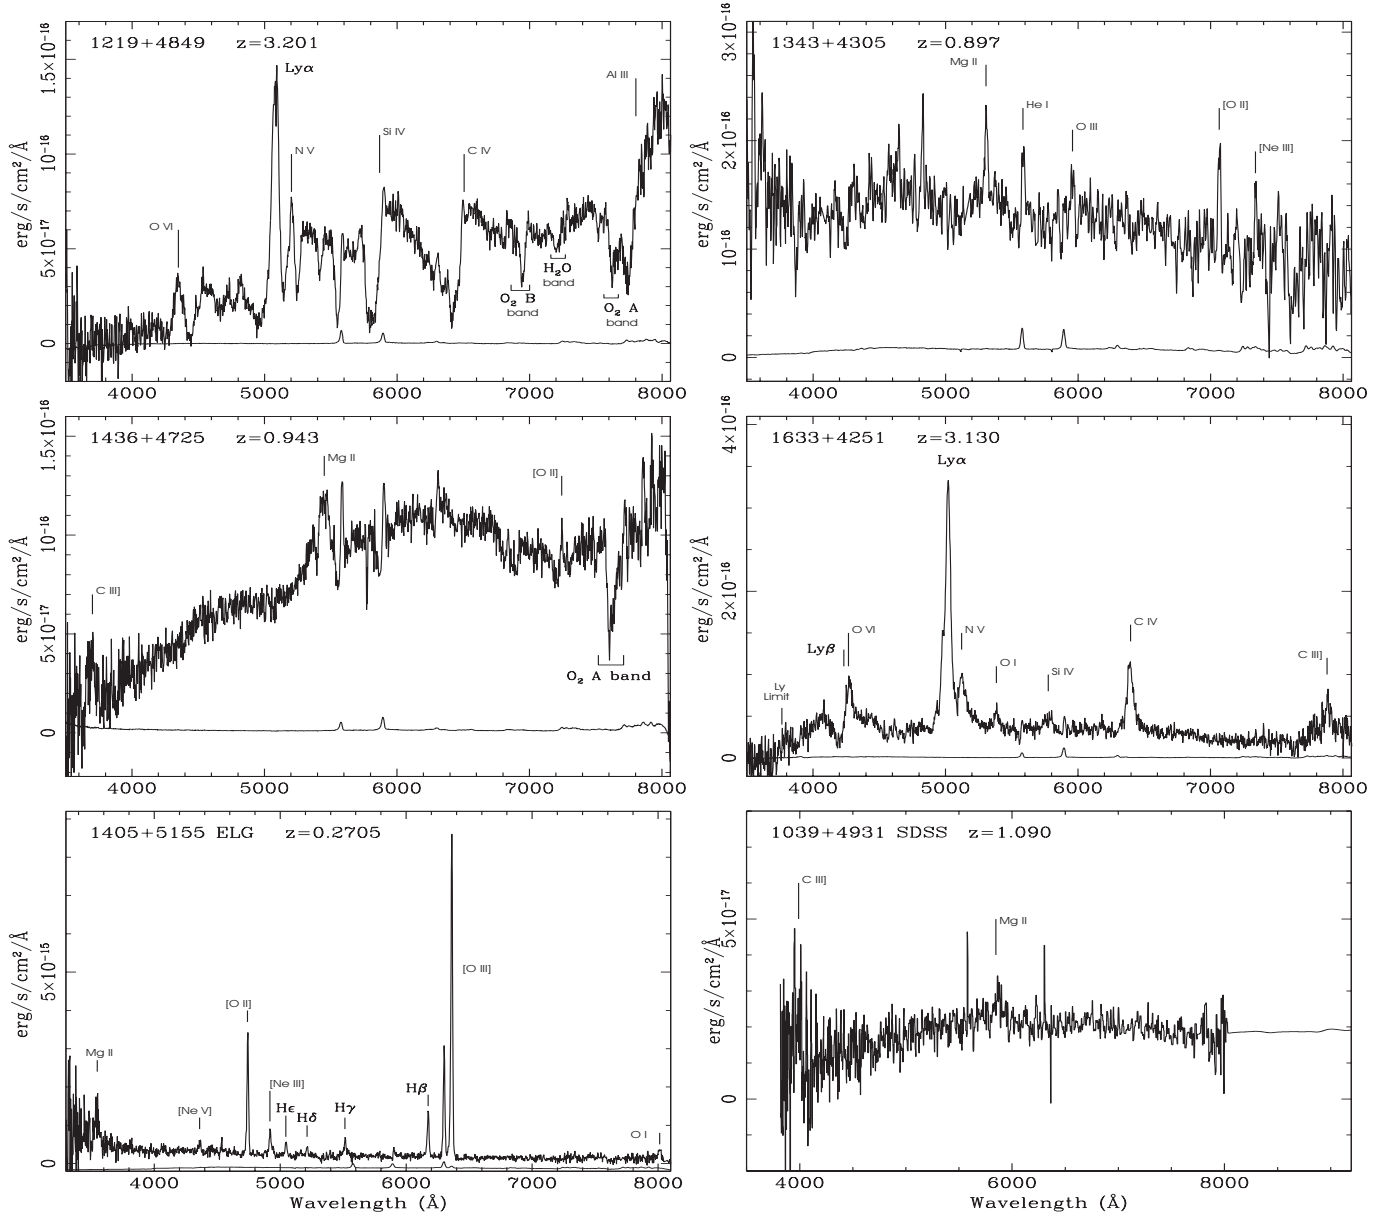 1219+4849 z=3.201
Lyα
O VI
N V
Si IV
C IV
Al III
O₂ B
band
H₂O
band
O₂ A
band
erg/s/cm²/Å
0
5×10⁻¹⁷
10⁻¹⁶
1.5×10⁻¹⁶
4000 5000 6000 7000 8000
1343+4305 z=0.897
Mg II
He I
O III
[O II]
[Ne III]
erg/s/cm²/Å
0
10⁻¹⁶
2×10⁻¹⁶
3×10⁻¹⁶
4000 5000 6000 7000 8000
1436+4725 z=0.943
C III]
Mg II
[O II]
O₂ A band
erg/s/cm²/Å
0
5×10⁻¹⁷
10⁻¹⁶
1.5×10⁻¹⁶
4000 5000 6000 7000 8000
1633+4251 z=3.130
Lyα
Ly
Limit
Lyβ
O VI
N V
O I
Si IV
C IV
C III]
erg/s/cm²/Å
0
2×10⁻¹⁶
4×10⁻¹⁶
4000 5000 6000 7000 8000
1405+5155 ELG z=0.2705
Mg II
[Ne V]
[O II]
[Ne III]
Hϵ
Hδ
Hγ
Hβ
[O III]
O I
erg/s/cm²/Å
0
5×10⁻¹⁵
4000 5000 6000 7000 8000
Wavelength (Å)
1039+4931 SDSS z=1.090
C III]
Mg II
erg/s/cm²/Å
0
5×10⁻¹⁷
4000 6000 8000
Wavelength (Å)